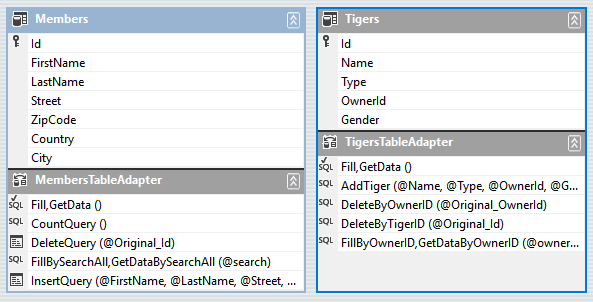 Members
Id
FirstName
LastName
Street
ZipCode
Country
City
MembersTableAdapter
SQL Fill,GetData ()
SQL CountQuery ()
DeleteQuery (@Original_Id)
SQL FillBySearchAll,GetDataBySearchAll (@search)
InsertQuery (@FirstName, @LastName, @Street, ...
Tigers
Id
Name
Type
OwnerId
Gender
TigersTableAdapter
SQL Fill,GetData ()
SQL AddTiger (@Name, @Type, @OwnerId, @G...
SQL DeleteByOwnerID (@Original_OwnerId)
SQL DeleteByTigerID (@Original_Id)
SQL FillByOwnerID,GetDataByOwnerID (@owner...